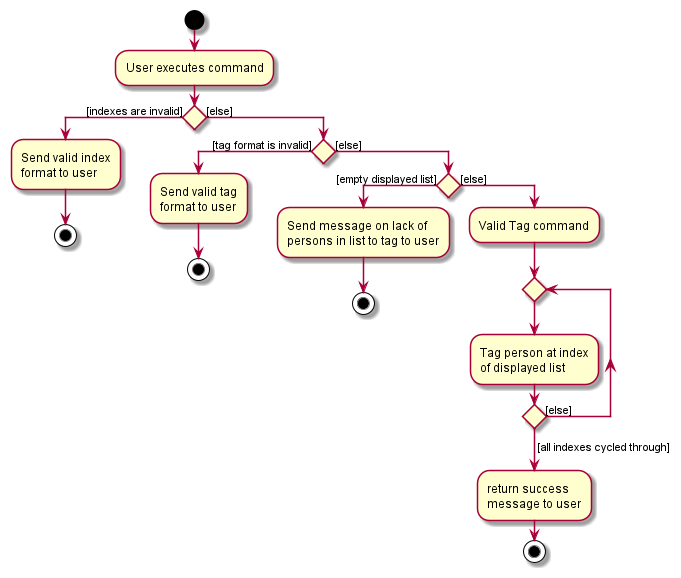 User executes command
[indexes are invalid]
[else]
Send valid index
format to user
[tag format is invalid]
[else]
Send valid tag
format to user
[empty displayed list]
[else]
Send message on lack of
persons in list to tag to user
Valid Tag command
Tag person at index
of displayed list
[else]
[all indexes cycled through]
return success
message to user